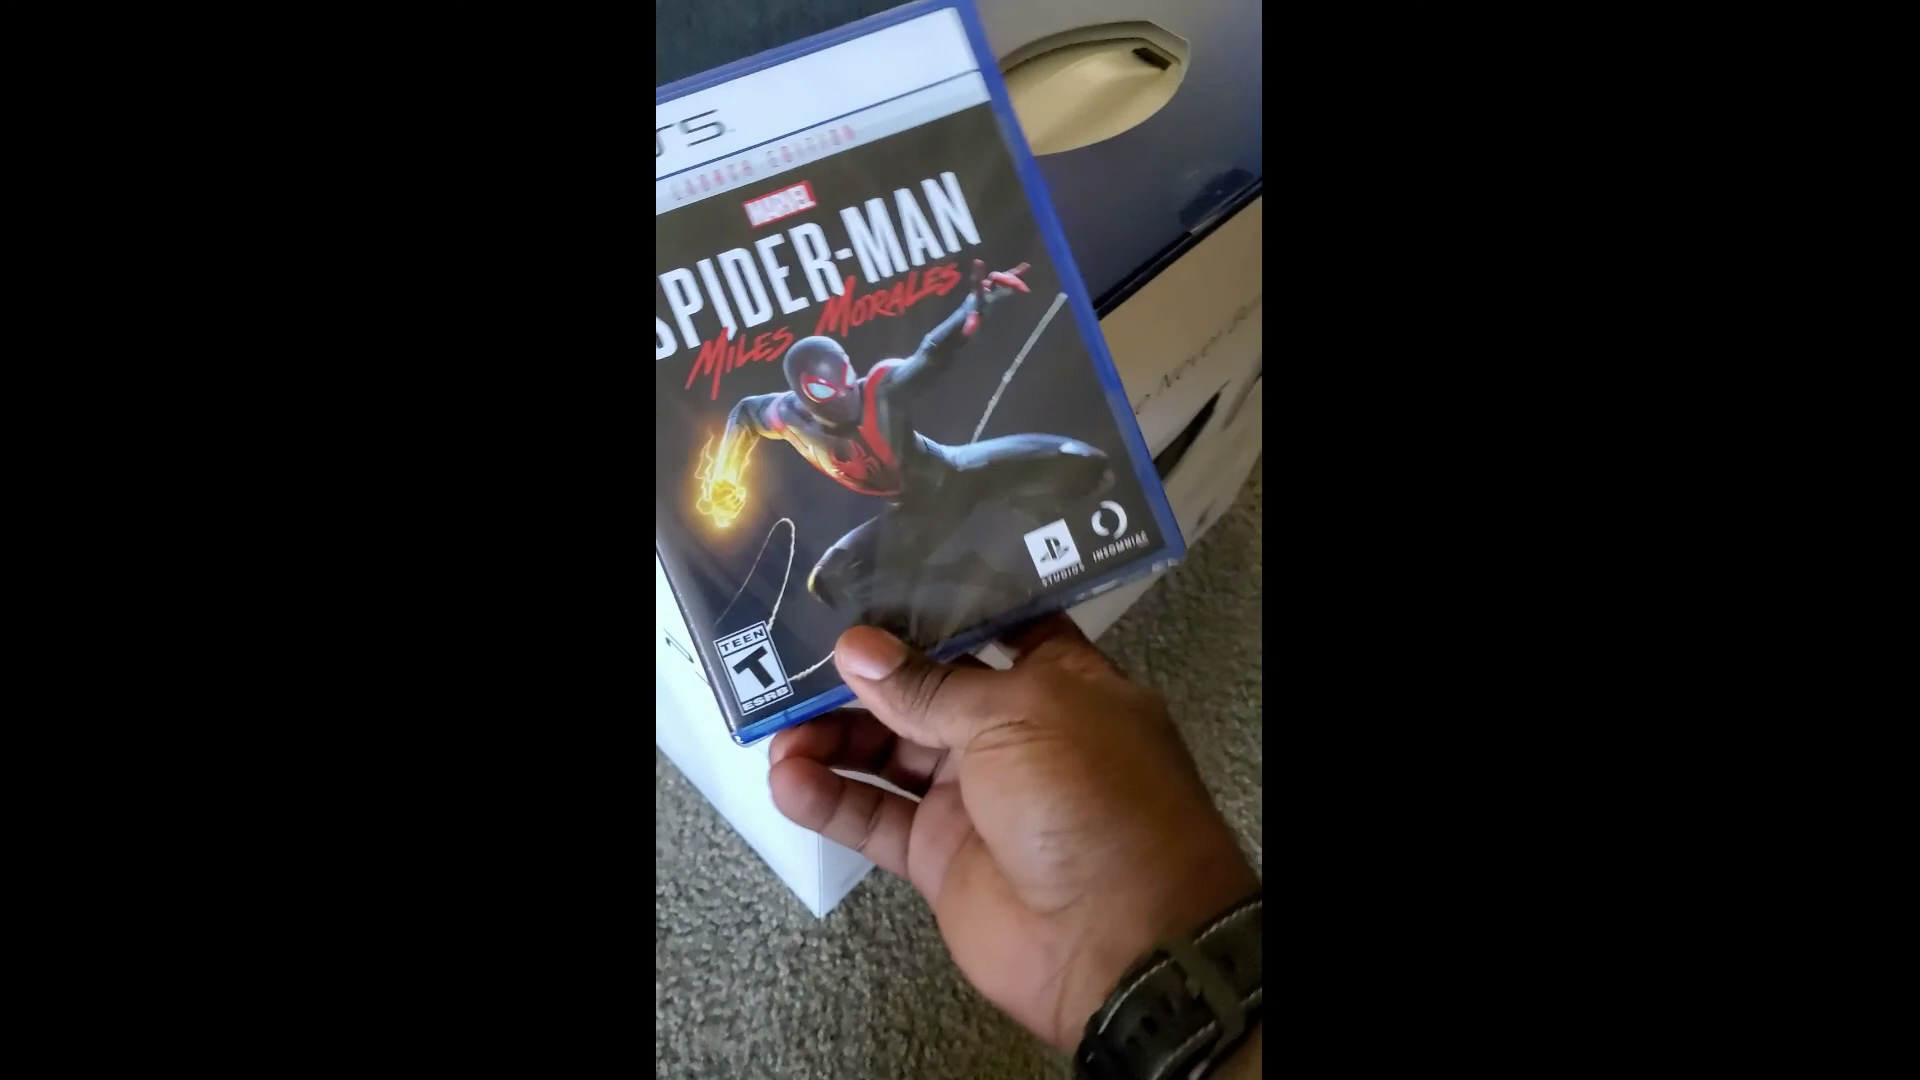 PS5
LAUNCH EDITION
MARVEL
SPIDER-MAN
MILES MORALES
STUDIOS
INSOMNIAC
TEEN
T
ESRB